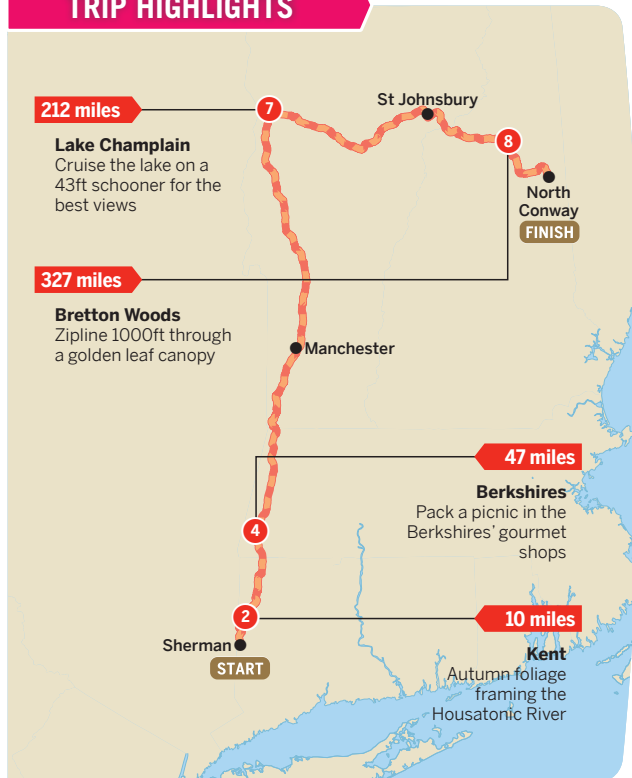 TRIP HIGHLIGHTS
212 miles
7
Lake Champlain
Cruise the lake on a
43ft schooner for the
best views
St Johnsbury
8
North
Conway
FINISH
327 miles
Bretton Woods
Zipline 1000ft through
a golden leaf canopy
Manchester
47 miles
Berkshires
Pack a picnic in the
Berkshires' gourmet
shops
4
2
10 miles
Sherman
START
Kent
Autumn foliage
framing the
Housatonic River